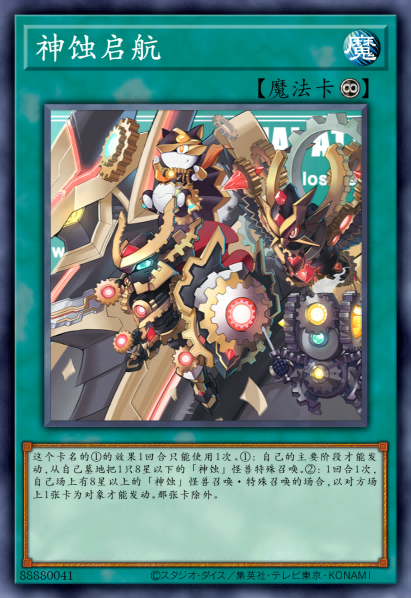 神蚀启航
魔
【魔法卡∞】
los
w
这个卡名的①的效果1回合只能使用1次。①：自己的主要阶段才能发
动，从自己墓地把1只8星以下的「神蚀」怪兽特殊召唤。②：1回合1次，
自己场上有8星以上的「神蚀」怪兽召唤·特殊召唤的场合，以对方场
上1张卡为对象才能发动。那张卡除外。
88880041 ©スタジオ・ダイス／集英社・テレビ東京・KONAMI